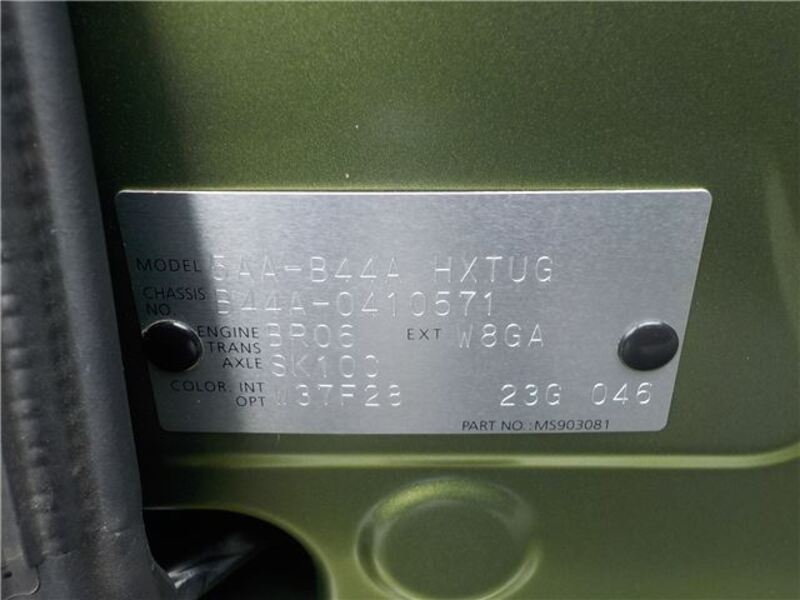 MODEL 5AA-B44A HXTUG
CHASSIS NO. B44A-0410571
ENGINE BR06 EXT W8GA
TRANS AXLE SK10C
COLOR. INT OPT W37F28 23G 046
PART NO.:MS903081